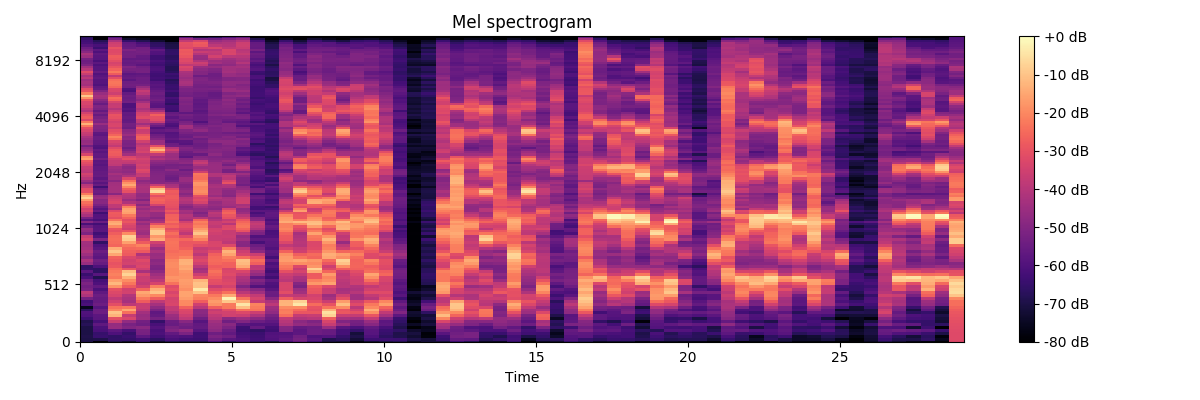 Mel spectrogram
8192
4096
2048
1024
512
0
Hz
0 5 10 15 20 25
Time
+0 dB
-10 dB
-20 dB
-30 dB
-40 dB
-50 dB
-60 dB
-70 dB
-80 dB